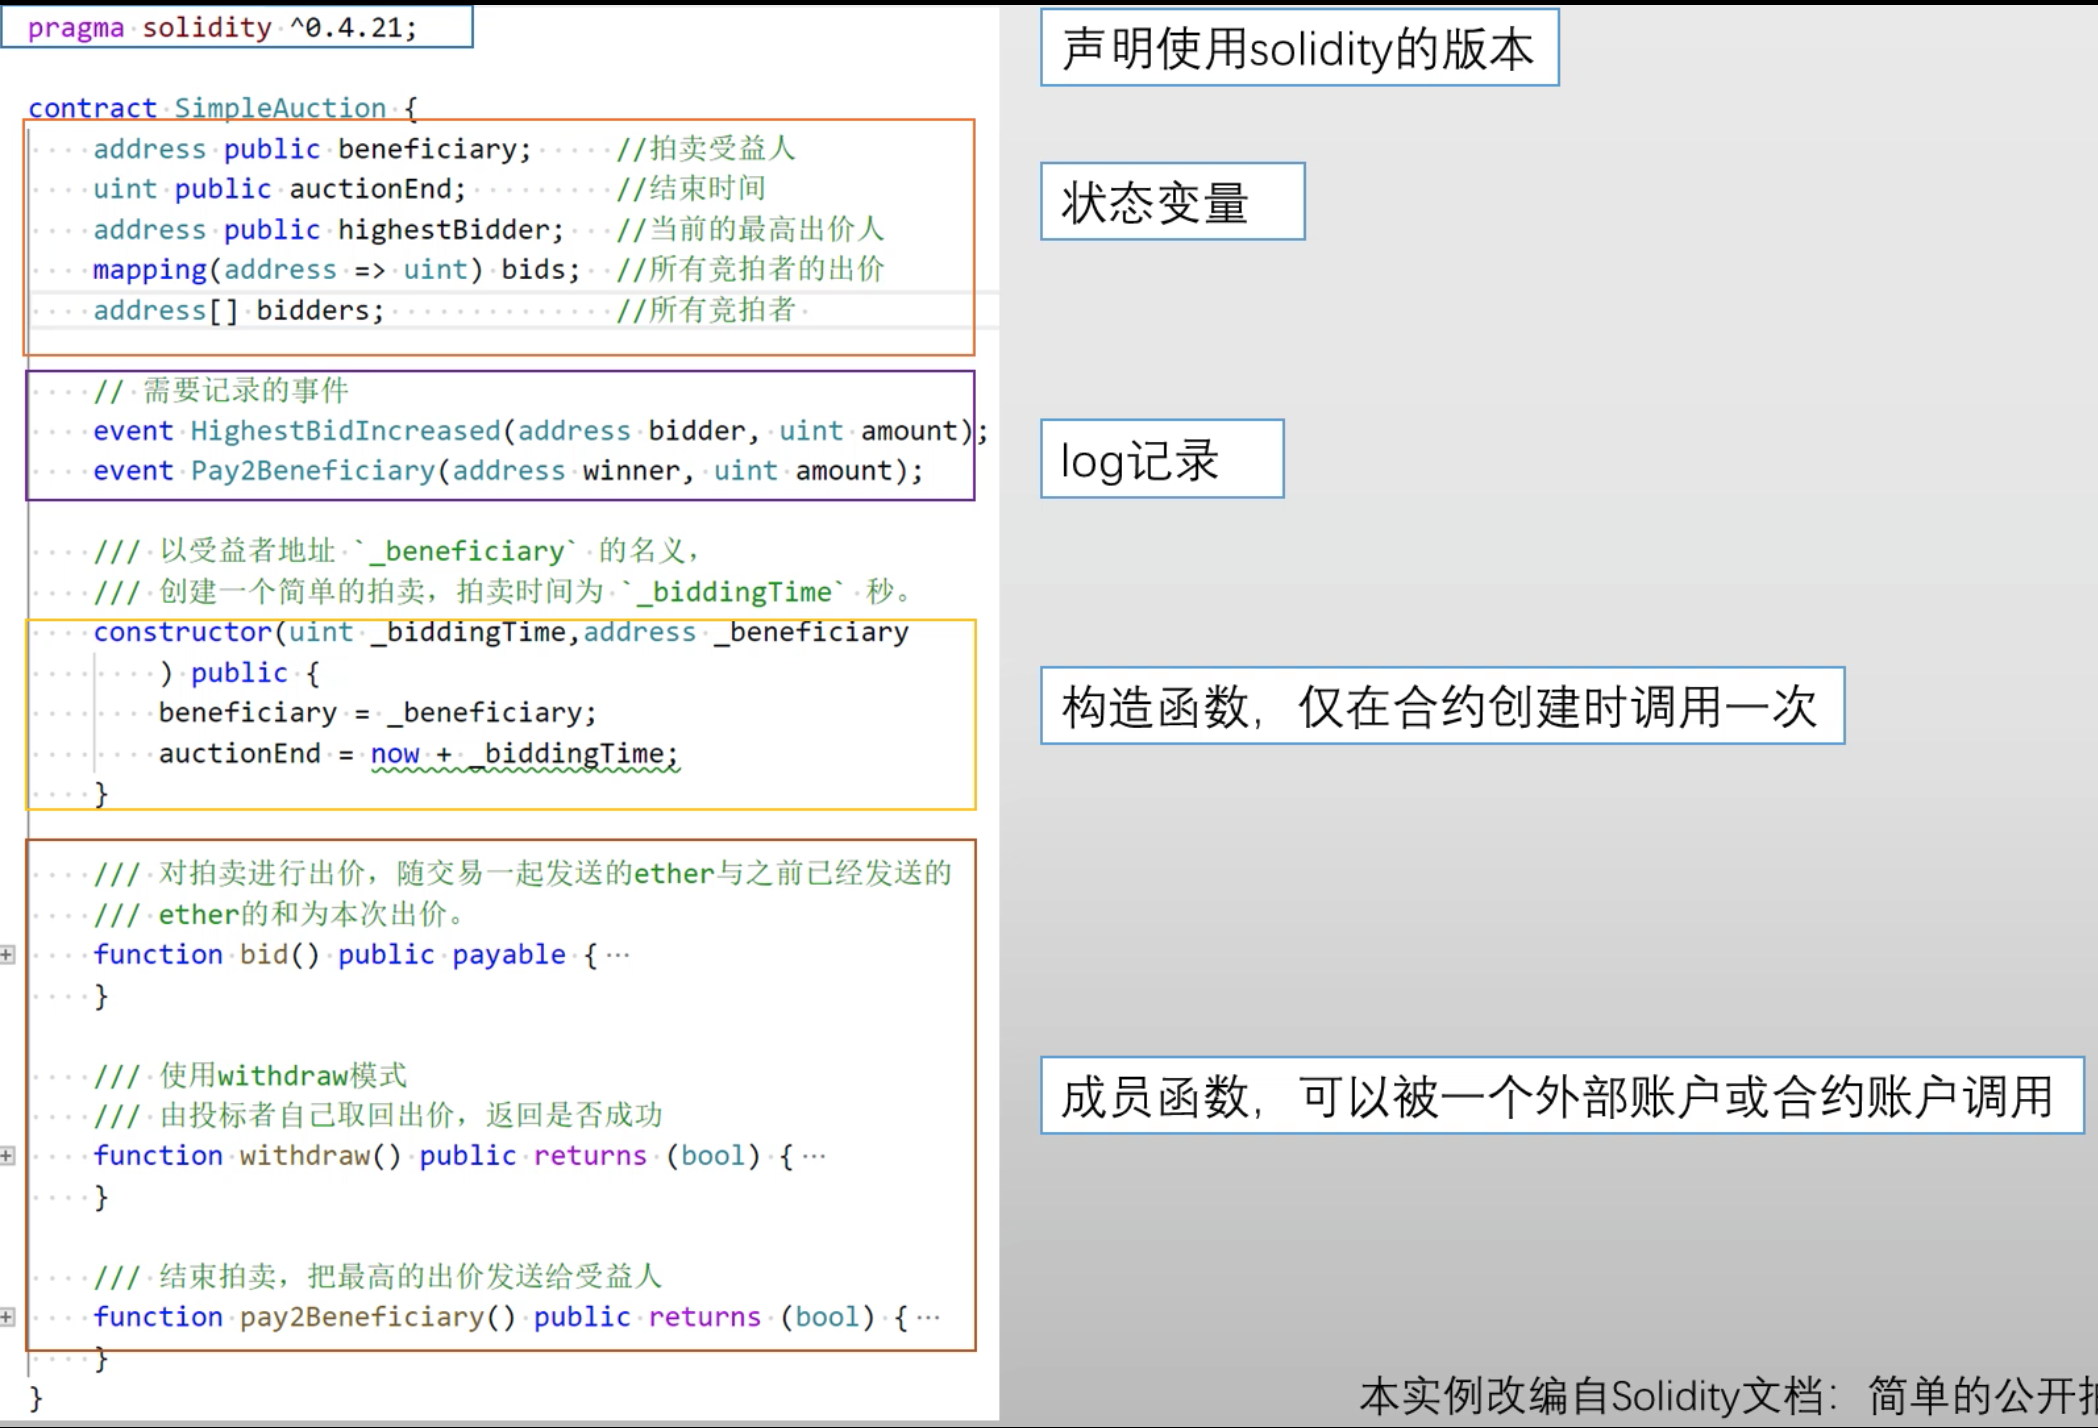 pragma solidity ^0.4.21;
声明使用solidity的版本
contract SimpleAuction {
address public beneficiary; //拍卖受益人
uint public auctionEnd; //结束时间
address public highestBidder; //当前的最高出价人
mapping(address => uint) bids; //所有竞拍者的出价
address[] bidders; //所有竞拍者
状态变量
// 需要记录的事件
event HighestBidIncreased(address bidder, uint amount);
event Pay2Beneficiary(address winner, uint amount);
log记录
/// 以受益者地址 `_beneficiary` 的名义，
/// 创建一个简单的拍卖，拍卖时间为 `_biddingTime` 秒。
constructor(uint _biddingTime,address _beneficiary
) public {
beneficiary = _beneficiary;
auctionEnd = now + _biddingTime;
}
构造函数，仅在合约创建时调用一次
/// 对拍卖进行出价，随交易一起发送的ether与之前已经发送的
/// ether的和为本次出价。
function bid() public payable {···
}
/// 使用withdraw模式
/// 由投标者自己取回出价，返回是否成功
function withdraw() public returns (bool) {···
}
/// 结束拍卖，把最高的出价发送给受益人
function pay2Beneficiary() public returns (bool) {···
}
}
成员函数，可以被一个外部账户或合约账户调用
本实例改编自Solidity文档：简单的公开